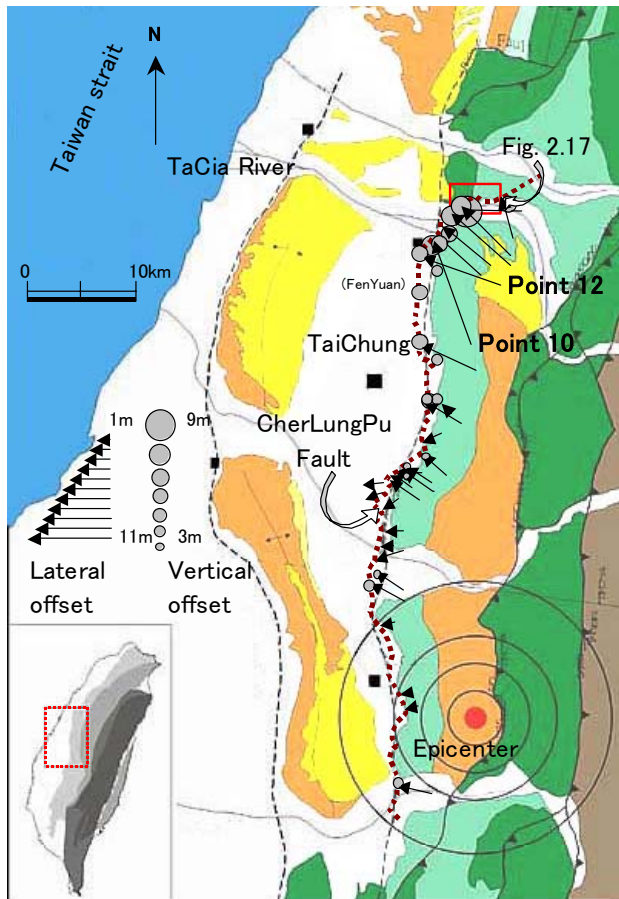 N
Taiwan strait
Fault
Fig. 2.17
TaCia River
0
10km
(FenYuan)
Point 12
TaiChung
Point 10
1m
9m
CherLungPu
Fault
11m
3m
Lateral
offset
Vertical
offset
Epicenter